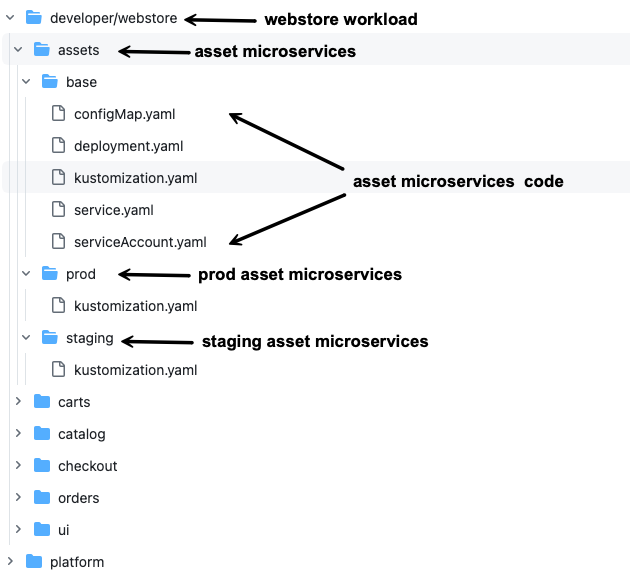 developer/webstore webstore workload
assets asset microservices
base
configMap.yaml
deployment.yaml
kustomization.yaml asset microservices code
service.yaml
serviceAccount.yaml
prod prod asset microservices
kustomization.yaml
staging staging asset microservices
kustomization.yaml
carts
catalog
checkout
orders
ui
platform